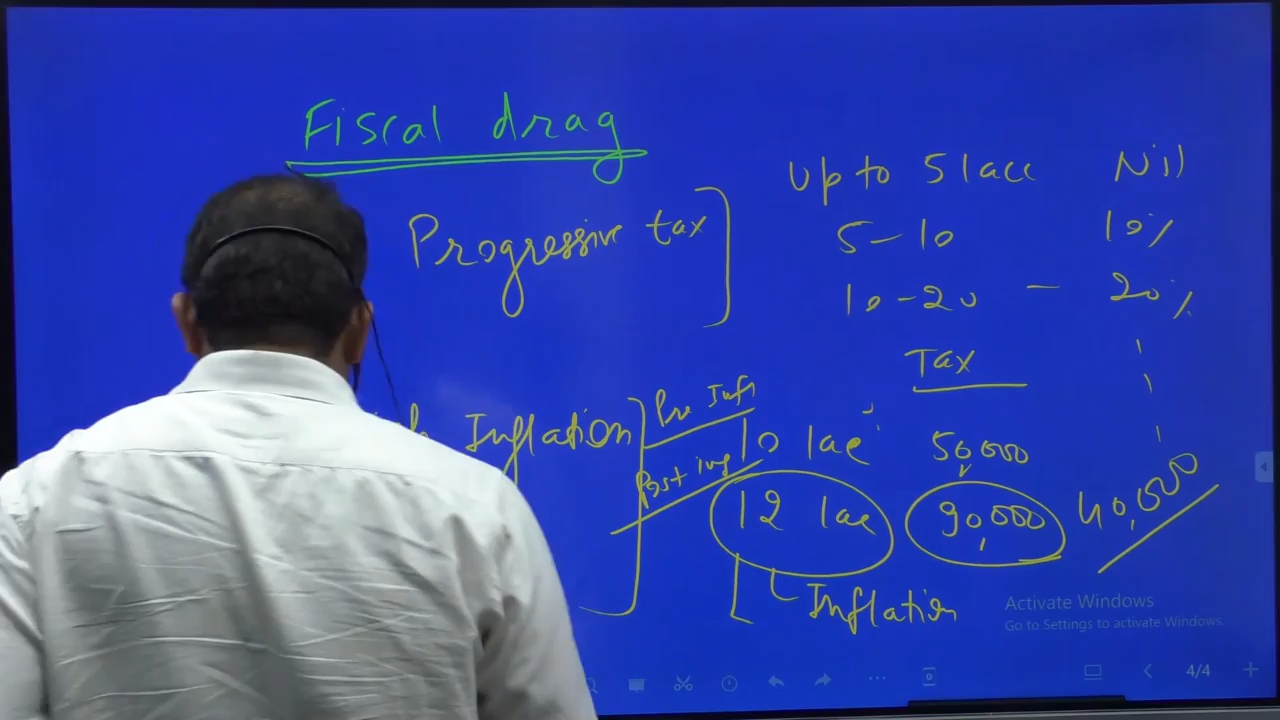 Fiscal drag
Progressive tax
Up to 5 lacc Nil
5-10 10%
10-20 - 20%
Tax
Inflation
Pre Infl
10 lac 50,000
Post inf
12 lac 90,000 40,000
Inflation
Activate Windows
Go to Settings to activate Windows.
4/4